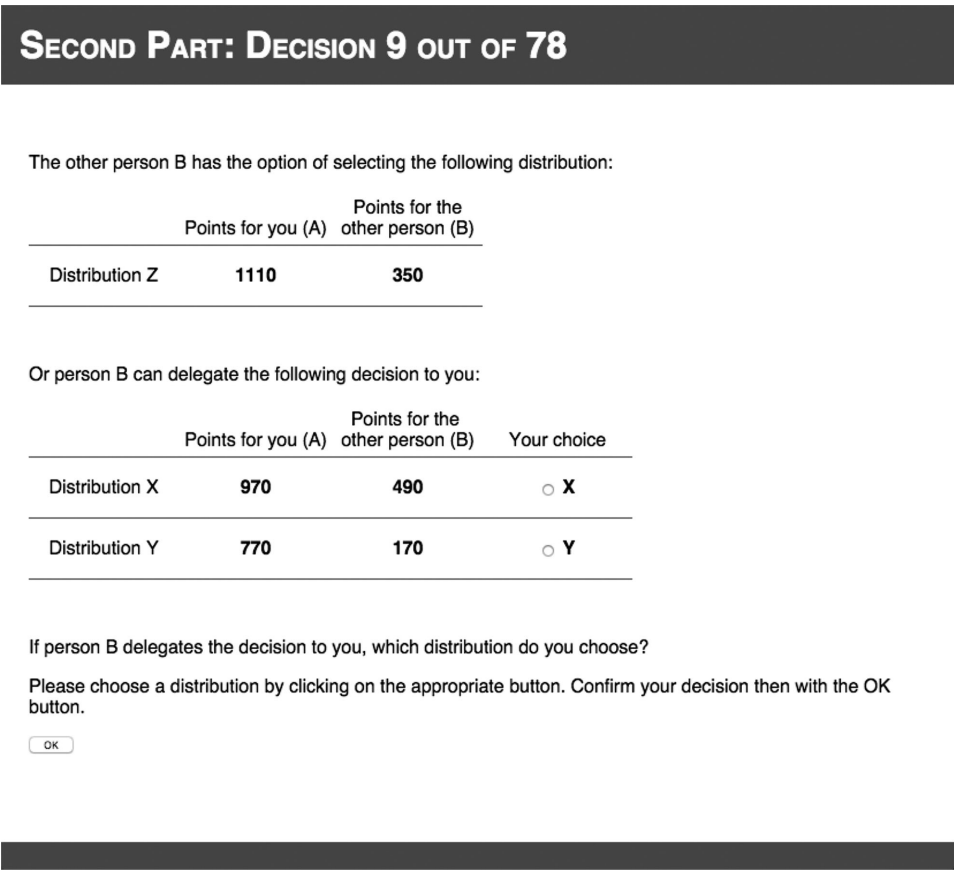 SECOND PART: DECISION 9 OUT OF 78
The other person B has the option of selecting the following distribution:
Points for the
Points for you (A) other person (B)
Distribution Z 1110 350
Or person B can delegate the following decision to you:
Points for the
Points for you (A) other person (B) Your choice
Distribution X 970 490 X
Distribution Y 770 170 Y
If person B delegates the decision to you, which distribution do you choose?
Please choose a distribution by clicking on the appropriate button. Confirm your decision then with the OK
button.
OK